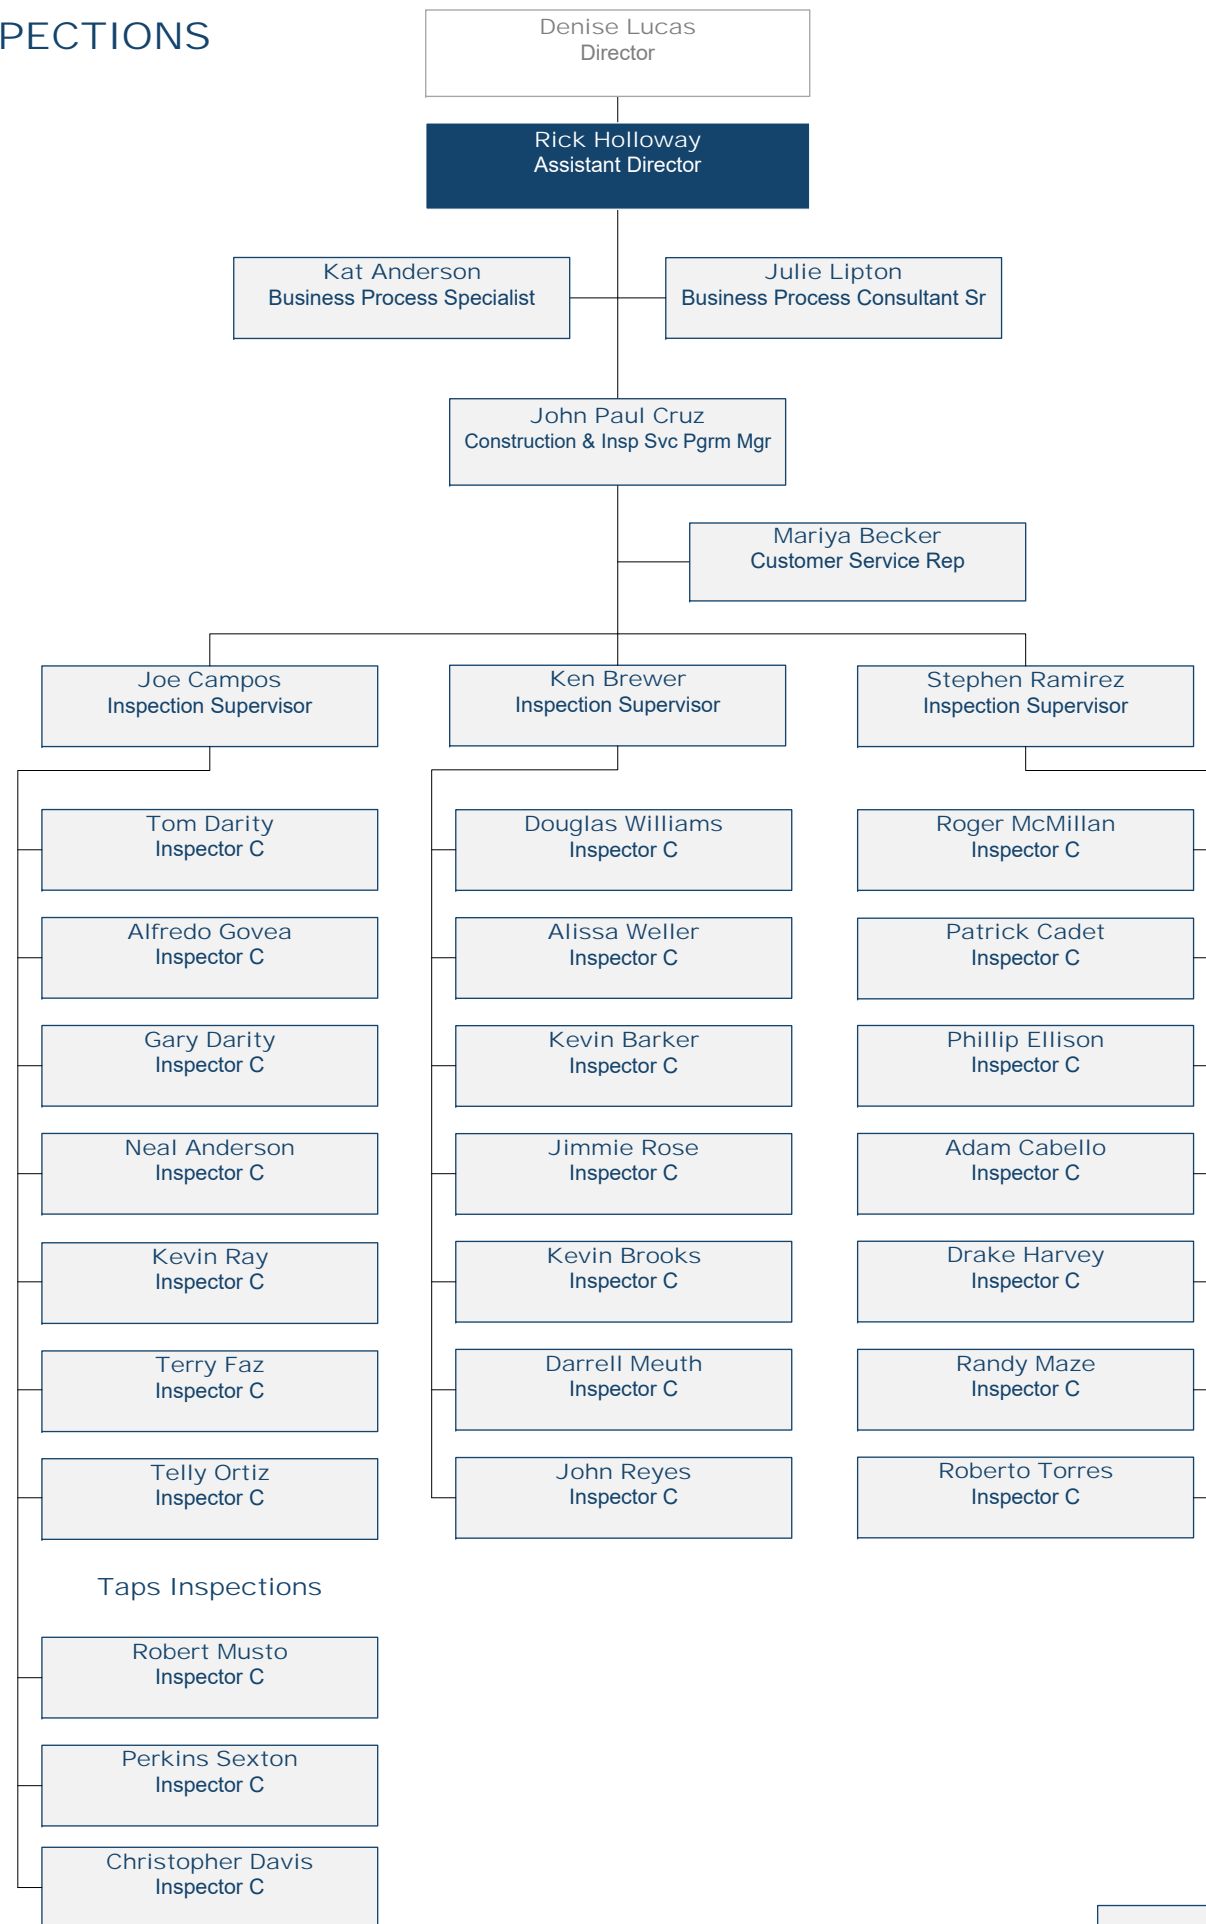 PECTIONS
Denise Lucas
Director
Rick Holloway
Assistant Director
Kat Anderson
Business Process Specialist
Julie Lipton
Business Process Consultant Sr
John Paul Cruz
Construction & Insp Svc Pgrm Mgr
Mariya Becker
Customer Service Rep
Joe Campos
Inspection Supervisor
Ken Brewer
Inspection Supervisor
Stephen Ramirez
Inspection Supervisor
Tom Darity
Inspector C
Alfredo Govea
Inspector C
Gary Darity
Inspector C
Neal Anderson
Inspector C
Kevin Ray
Inspector C
Terry Faz
Inspector C
Telly Ortiz
Inspector C
Taps Inspections
Robert Musto
Inspector C
Perkins Sexton
Inspector C
Christopher Davis
Inspector C
Douglas Williams
Inspector C
Alissa Weller
Inspector C
Kevin Barker
Inspector C
Jimmie Rose
Inspector C
Kevin Brooks
Inspector C
Darrell Meuth
Inspector C
John Reyes
Inspector C
Roger McMillan
Inspector C
Patrick Cadet
Inspector C
Phillip Ellison
Inspector C
Adam Cabello
Inspector C
Drake Harvey
Inspector C
Randy Maze
Inspector C
Roberto Torres
Inspector C